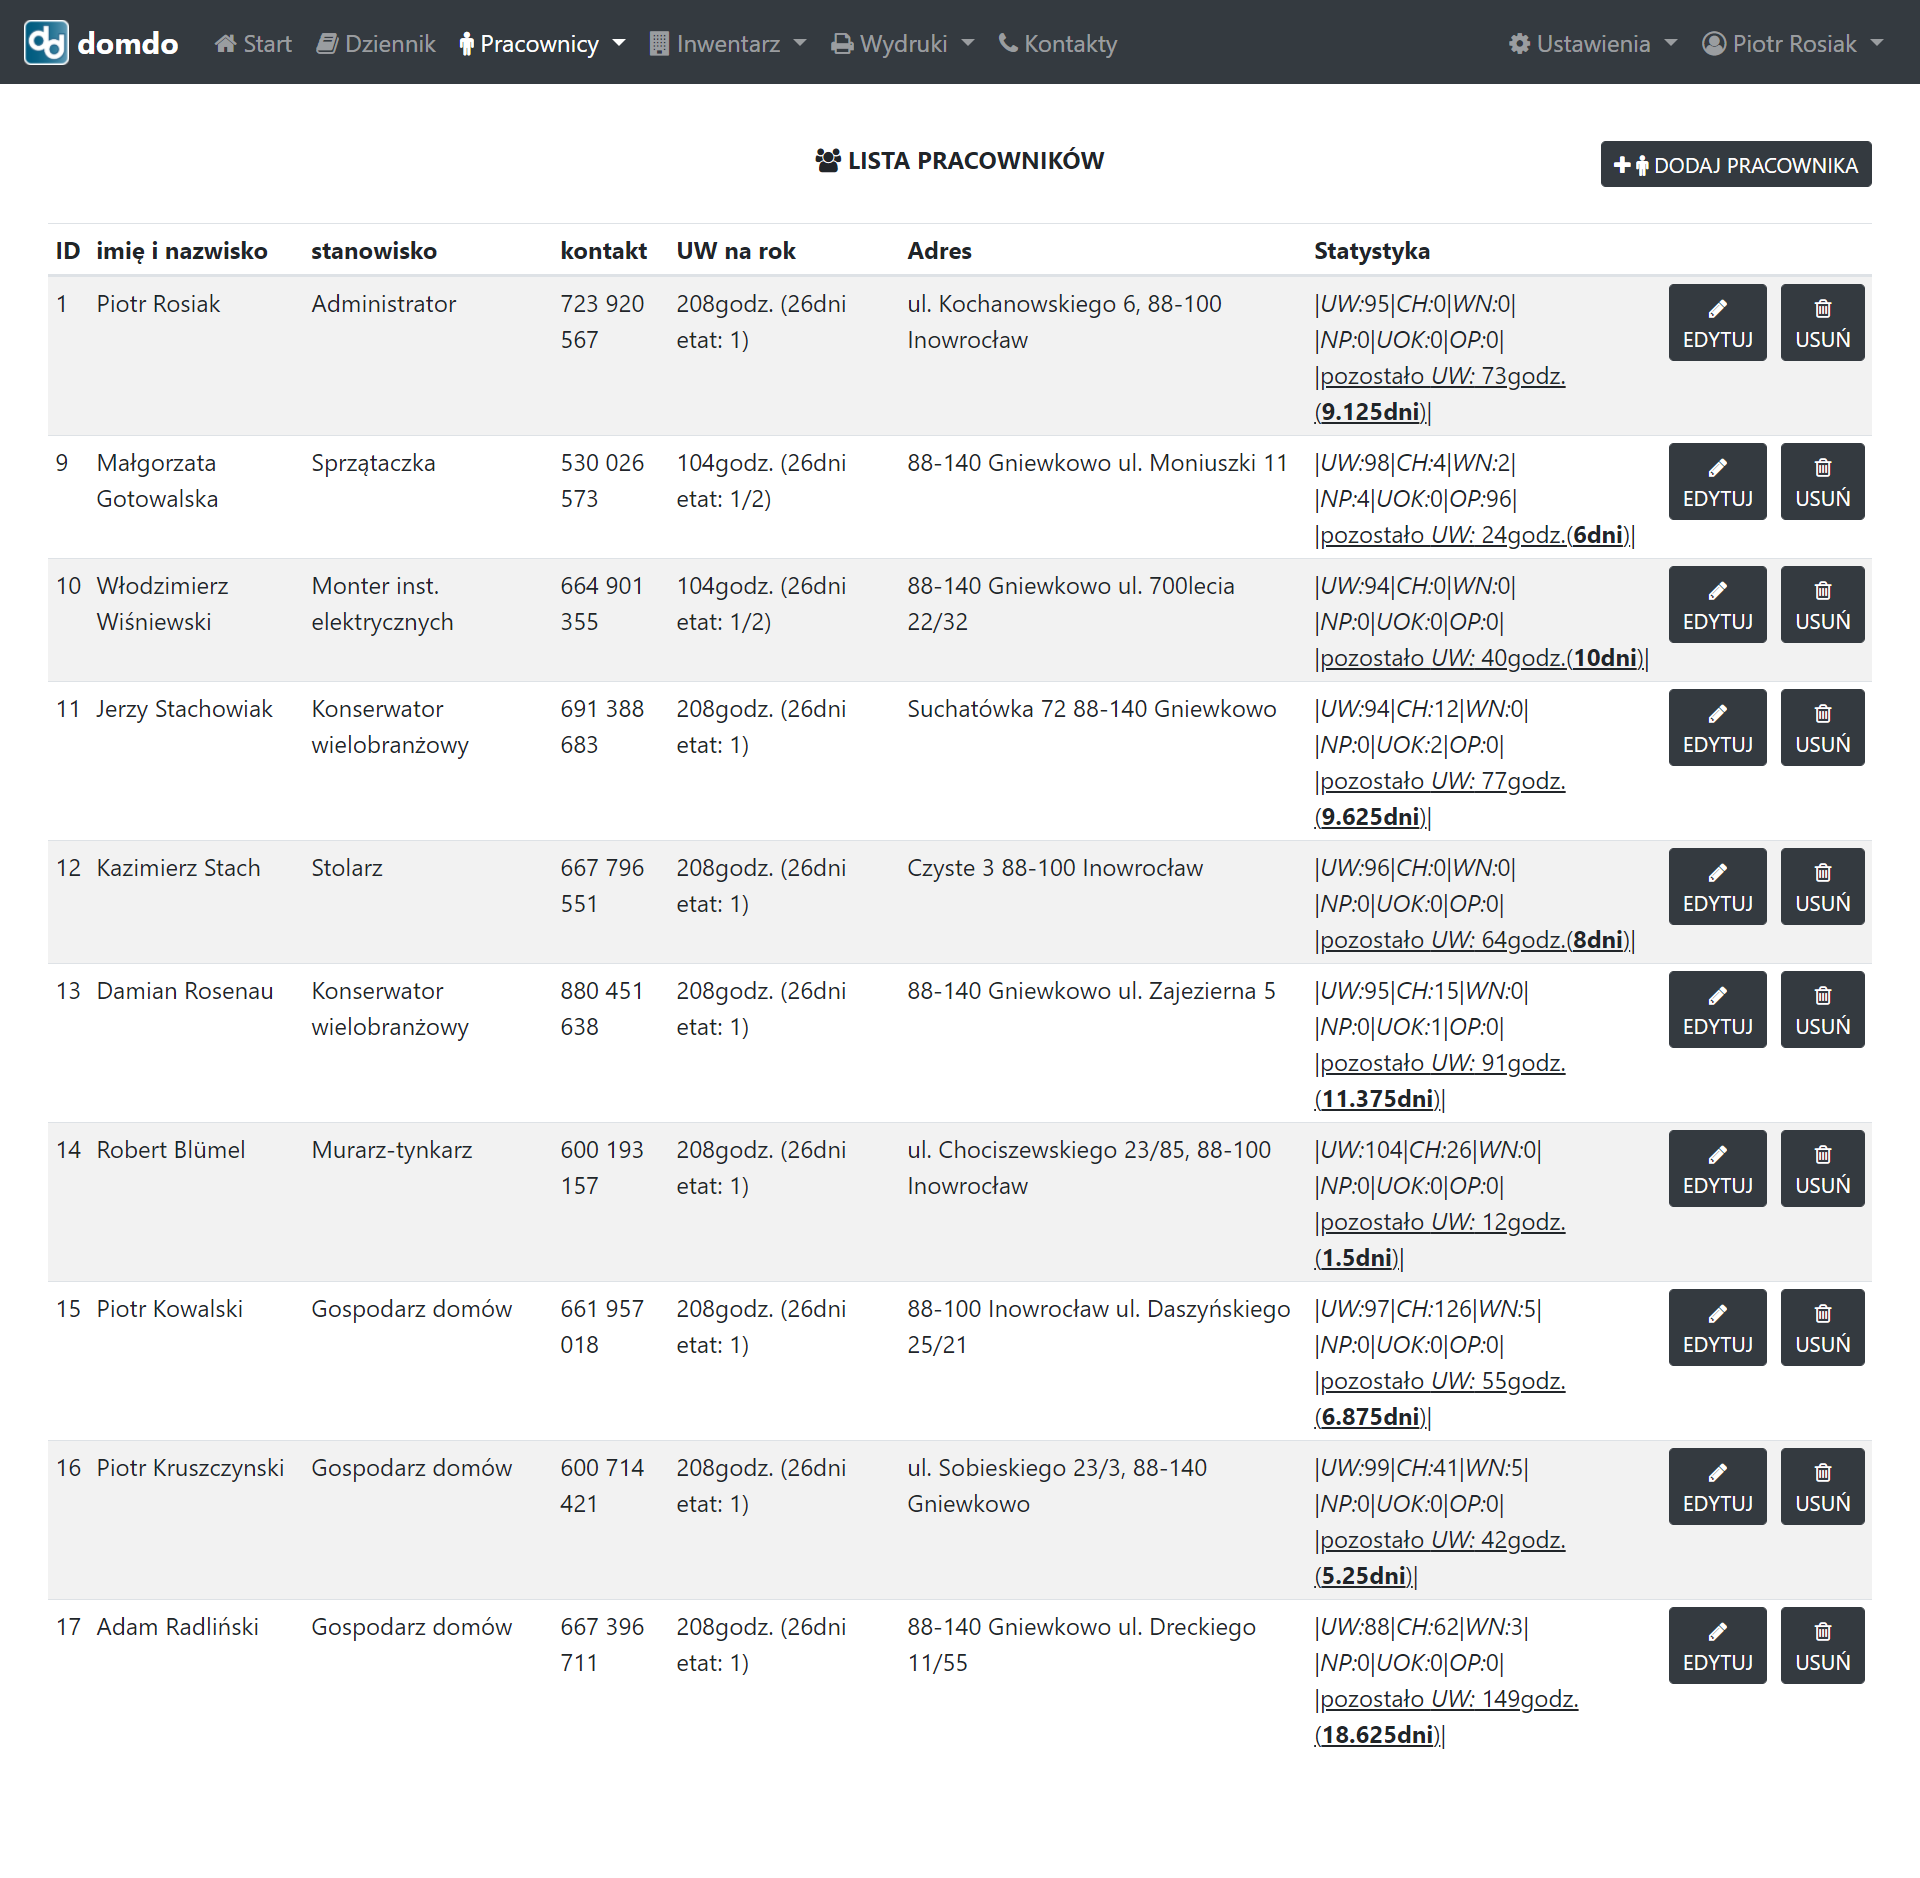 domdo Start Dziennik Pracownicy Inwentarz Wydruki Kontakty Ustawienia Piotr Rosiak
LISTA PRACOWNIKÓW
DODAJ PRACOWNIKA
ID imię i nazwisko stanowisko kontakt UW na rok Adres Statystyka
1 Piotr Rosiak Administrator 723 920 208godz. (26dni ul. Kochanowskiego 6, 88-100 |UW:95|CH:0|WN:0|
567 etat: 1) Inowrocław |NP:0|UOK:0|OP:0| EDYTUJ USUŃ
|pozostało UW: 73godz.
(9.125dni)|
9 Małgorzata Sprzątaczka 530 026 104godz. (26dni 88-140 Gniewkowo ul. Moniuszki 11 |UW:98|CH:4|WN:2|
Gotowalska 573 etat: 1/2) |NP:4|UOK:0|OP:96| EDYTUJ USUŃ
|pozostało UW: 24godz.(6dni)|
10 Włodzimierz Monter inst. 664 901 104godz. (26dni 88-140 Gniewkowo ul. 700lecia |UW:94|CH:0|WN:0|
Wiśniewski elektrycznych 355 etat: 1/2) 22/32 |NP:0|UOK:0|OP:0| EDYTUJ USUŃ
|pozostało UW: 40godz.(10dni)|
11 Jerzy Stachowiak Konserwator 691 388 208godz. (26dni Suchatówka 72 88-140 Gniewkowo |UW:94|CH:12|WN:0|
wielobranżowy 683 etat: 1) |NP:0|UOK:2|OP:0| EDYTUJ USUŃ
|pozostało UW: 77godz.
(9.625dni)|
12 Kazimierz Stach Stolarz 667 796 208godz. (26dni Czyste 3 88-100 Inowrocław |UW:96|CH:0|WN:0|
551 etat: 1) |NP:0|UOK:0|OP:0| EDYTUJ USUŃ
|pozostało UW: 64godz.(8dni)|
13 Damian Rosenau Konserwator 880 451 208godz. (26dni 88-140 Gniewkowo ul. Zajezierna 5 |UW:95|CH:15|WN:0|
wielobranżowy 638 etat: 1) |NP:0|UOK:1|OP:0| EDYTUJ USUŃ
|pozostało UW: 91godz.
(11.375dni)|
14 Robert Blümel Murarz-tynkarz 600 193 208godz. (26dni ul. Chociszewskiego 23/85, 88-100 |UW:104|CH:26|WN:0|
157 etat: 1) Inowrocław |NP:0|UOK:0|OP:0| EDYTUJ USUŃ
|pozostało UW: 12godz.
(1.5dni)|
15 Piotr Kowalski Gospodarz domów 661 957 208godz. (26dni 88-100 Inowrocław ul. Daszyńskiego |UW:97|CH:126|WN:5|
018 etat: 1) 25/21 |NP:0|UOK:0|OP:0| EDYTUJ USUŃ
|pozostało UW: 55godz.
(6.875dni)|
16 Piotr Kruszczynski Gospodarz domów 600 714 208godz. (26dni ul. Sobieskiego 23/3, 88-140 |UW:99|CH:41|WN:5|
421 etat: 1) Gniewkowo |NP:0|UOK:0|OP:0| EDYTUJ USUŃ
|pozostało UW: 42godz.
(5.25dni)|
17 Adam Radliński Gospodarz domów 667 396 208godz. (26dni 88-140 Gniewkowo ul. Dreckiego |UW:88|CH:62|WN:3|
711 etat: 1) 11/55 |NP:0|UOK:0|OP:0| EDYTUJ USUŃ
|pozostało UW: 149godz.
(18.625dni)|